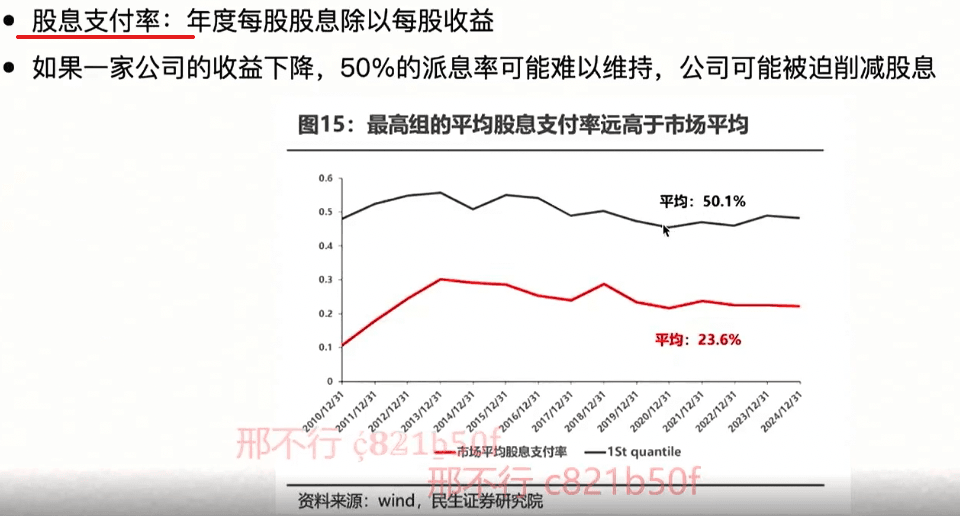 • 股息支付率：年度每股股息除以每股收益
• 如果一家公司的收益下降，50%的派息率可能难以维持，公司可能被迫削减股息
图15：最高组的平均股息支付率远高于市场平均
0.6
0.5
0.4
0.3
0.2
0.1
0
平均：50.1%
平均：23.6%
2010/12/31
2011/12/31
2012/12/31
2013/12/31
2014/12/31
2015/12/31
2016/12/31
2017/12/31
2018/12/31
2019/12/31
2020/12/31
2021/12/31
2022/12/31
2023/12/31
2024/12/31
邢不行 c821b50f
市场平均股息支付率
1St quantile
邢不行 c821b50f
资料来源：wind，民生证券研究院